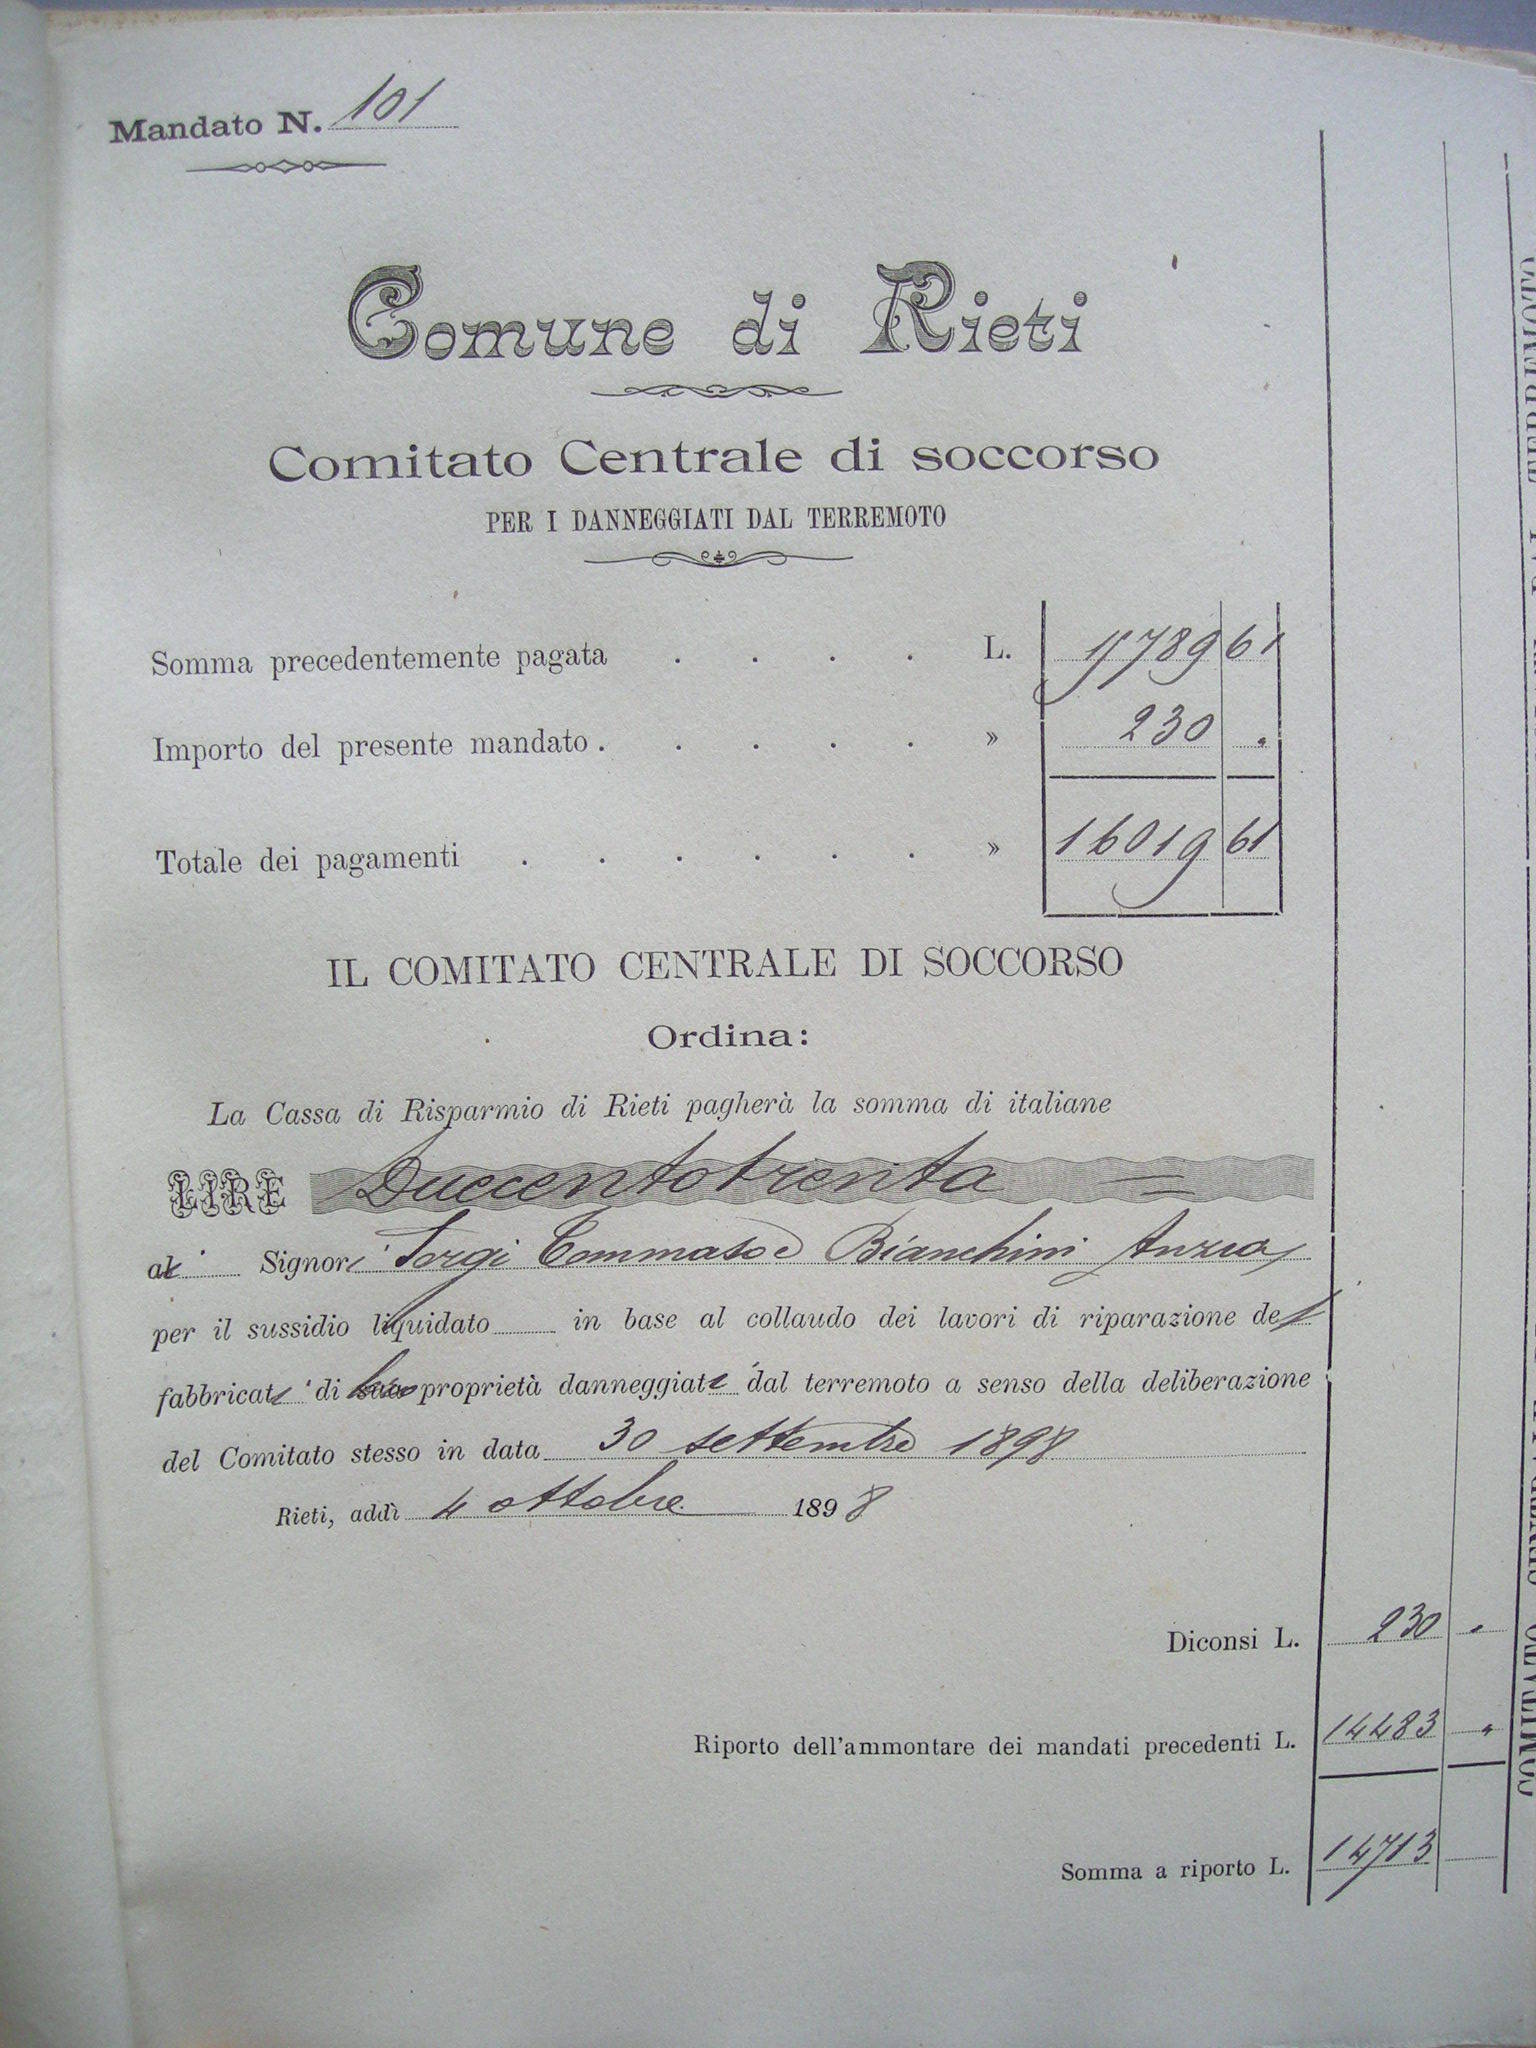 Mandato N. 101
Comune di Rieti
Comitato Centrale di soccorso
PER I DANNEGGIATI DAL TERREMOTO
Somma precedentemente pagata . . . . L. 15789 61
Importo del presente mandato . . . . . » 230 .
Totale dei pagamenti . . . . . . » 16019 61
IL COMITATO CENTRALE DI SOCCORSO
Ordina:
La Cassa di Risparmio di Rieti pagherà la somma di italiane
LIRE Duecentotrenta =
ai Signori Sorgi Tommaso e Bianchini
per il sussidio liquidato in base al collaudo dei lavori di riparazione del
fabbricati di loro proprietà danneggiati dal terremoto a senso della deliberazione
del Comitato stesso in data 30 settembre 1898
Rieti, addì 4 ottobre 1898
Diconsi L. 230 .
Riporto dell'ammontare dei mandati precedenti L. 14483 .
Somma a riporto L. 14713